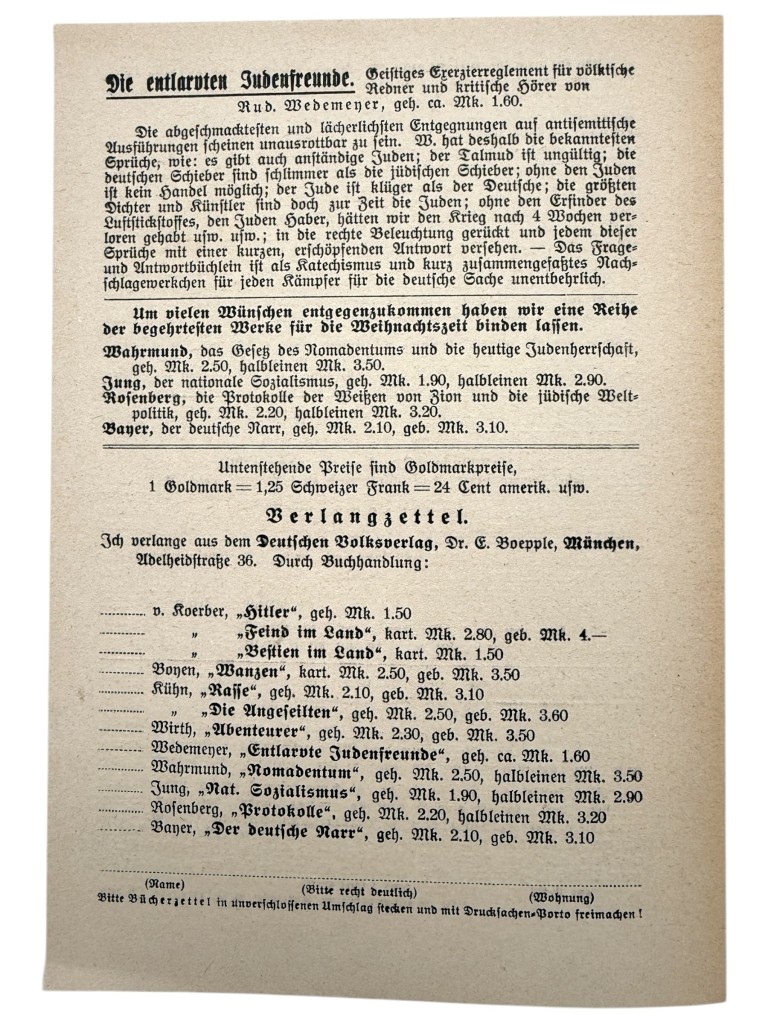 Die entlarvten Judenfreunde. Geistiges Exerzierreglement für völkische
Redner und kritische Hörer von
Rud. Wedemeyer, geh. ca. Mk. 1.60.
Die abgeschmacktesten und lächerlichsten Entgegnungen auf antisemitische
Ausführungen scheinen unausrottbar zu sein. W. hat deshalb die bekanntesten
Sprüche, wie: es gibt auch anständige Juden; der Talmud ist ungültig; die
deutschen Schieber sind schlimmer als die jüdischen Schieber; ohne den Juden
ist kein Handel möglich; der Jude ist klüger als der Deutsche; die größten
Dichter und Künstler sind doch zur Zeit die Juden; ohne den Erfinder des
Luftstickstoffes, den Juden Haber, hätten wir den Krieg nach 4 Wochen ver-
loren gehabt usw. usw.; in die rechte Beleuchtung gerückt und jedem dieser
Sprüche mit einer kurzen, erschöpfenden Antwort versehen. — Das Frage-
und Antwortbüchlein ist als Katechismus und kurz zusammengefaßtes Nach-
schlagewerkchen für jeden Kämpfer für die deutsche Sache unentbehrlich.
Um vielen Wünschen entgegenzukommen haben wir eine Reihe
der begehrtesten Werke für die Weihnachtszeit binden lassen.
Wahrmund, das Gesetz des Nomadentums und die heutige Judenherrschaft,
geh. Mk. 2.50, halbleinen Mk. 3.50.
Jung, der nationale Sozialismus, geh. Mk. 1.90, halbleinen Mk. 2.90.
Rosenberg, die Protokolle der Weißen von Zion und die jüdische Welt-
politik, geh. Mk. 2.20, halbleinen Mk. 3.20.
Bayer, der deutsche Narr, geh. Mk. 2.10, geb. Mk. 3.10.
Untenstehende Preise sind Goldmarkpreise,
1 Goldmark = 1,25 Schweizer Frank = 24 Cent amerik. usw.
Verlangzettel.
Ich verlange aus dem Deutschen Volksverlag, Dr. E. Boepple, München,
Adelheidstraße 36. Durch Buchhandlung:
v. Koerber, „Hitler“, geh. Mk. 1.50
„ „Feind im Land“, kart. Mk. 2.80, geb. Mk. 4.—
„ „Bestien im Land“, kart. Mk. 1.50
Boyen, „Wanzen“, kart. Mk. 2.50, geb. Mk. 3.50
Kühn, „Rasse“, geh. Mk. 2.10, geb. Mk. 3.10
„ „Die Angeseilten“, geh. Mk. 2.50, geb. Mk. 3.60
Wirth, „Abenteurer“, geh. Mk. 2.30, geb. Mk. 3.50
Wedemeyer, „Entlarvte Judenfreunde“, geh. ca. Mk. 1.60
Wahrmund, „Nomadentum“, geh. Mk. 2.50, halbleinen Mk. 3.50
Jung, „Nat. Sozialismus“, geh. Mk. 1.90, halbleinen Mk. 2.90
Rosenberg, „Protokolle“, geh. Mk. 2.20, halbleinen Mk. 3.20
Bayer, „Der deutsche Narr“, geh. Mk. 2.10, geb. Mk. 3.10
(Name) (Bitte recht deutlich) (Wohnung)
Bitte Bücherzettel in unverschlossenen Umschlag stecken und mit Drucksachen-Porto freimachen!